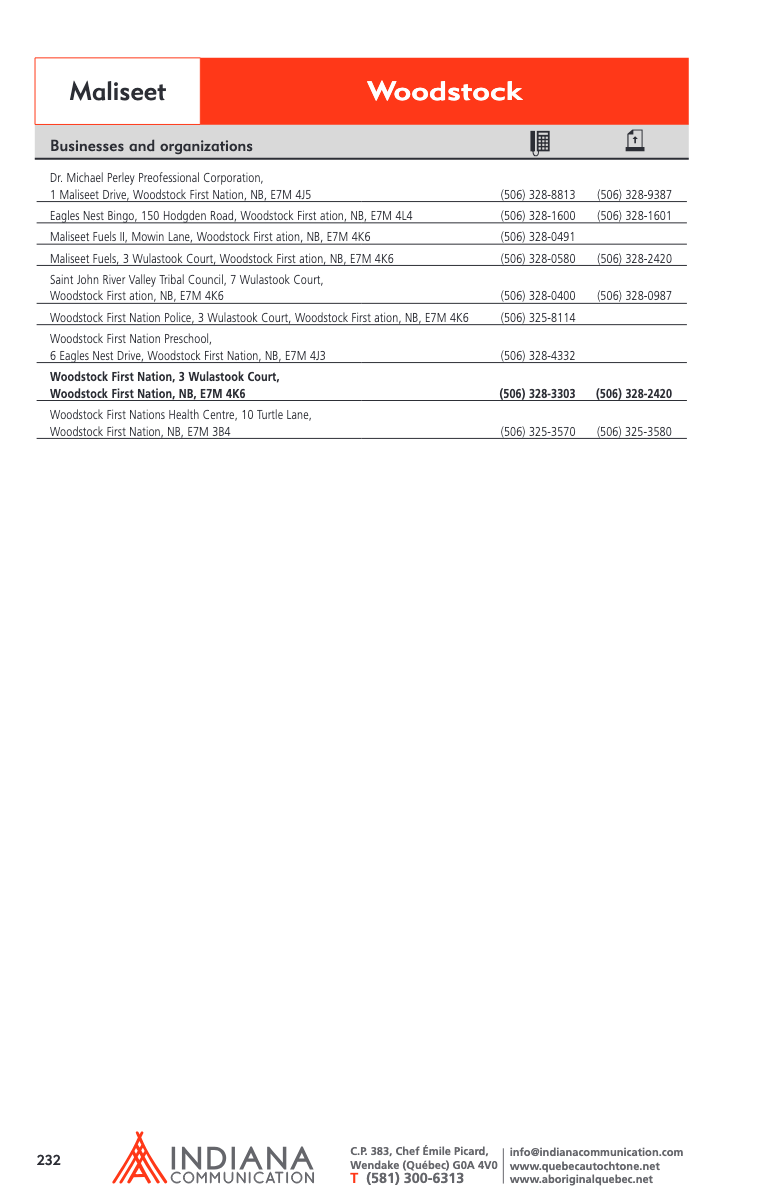 Maliseet
Woodstock
Businesses and organizations
Dr. Michael Perley Preofessional Corporation,
1 Maliseet Drive, Woodstock First Nation, NB, E7M 4J5 (506) 328-8813 (506) 328-9387
Eagles Nest Bingo, 150 Hodgden Road, Woodstock First ation, NB, E7M 4L4 (506) 328-1600 (506) 328-1601
Maliseet Fuels II, Mowin Lane, Woodstock First ation, NB, E7M 4K6 (506) 328-0491
Maliseet Fuels, 3 Wulastook Court, Woodstock First ation, NB, E7M 4K6 (506) 328-0580 (506) 328-2420
Saint John River Valley Tribal Council, 7 Wulastook Court,
Woodstock First ation, NB, E7M 4K6 (506) 328-0400 (506) 328-0987
Woodstock First Nation Police, 3 Wulastook Court, Woodstock First ation, NB, E7M 4K6 (506) 325-8114
Woodstock First Nation Preschool,
6 Eagles Nest Drive, Woodstock First Nation, NB, E7M 4J3 (506) 328-4332
Woodstock First Nation, 3 Wulastook Court,
Woodstock First Nation, NB, E7M 4K6 (506) 328-3303 (506) 328-2420
Woodstock First Nations Health Centre, 10 Turtle Lane,
Woodstock First Nation, NB, E7M 3B4 (506) 325-3570 (506) 325-3580
232
INDIANA
COMMUNICATION
C.P. 383, Chef Émile Picard,
Wendake (Québec) G0A 4V0
T (581) 300-6313
info@indianacommunication.com
www.quebecautochtone.net
www.aboriginalquebec.net